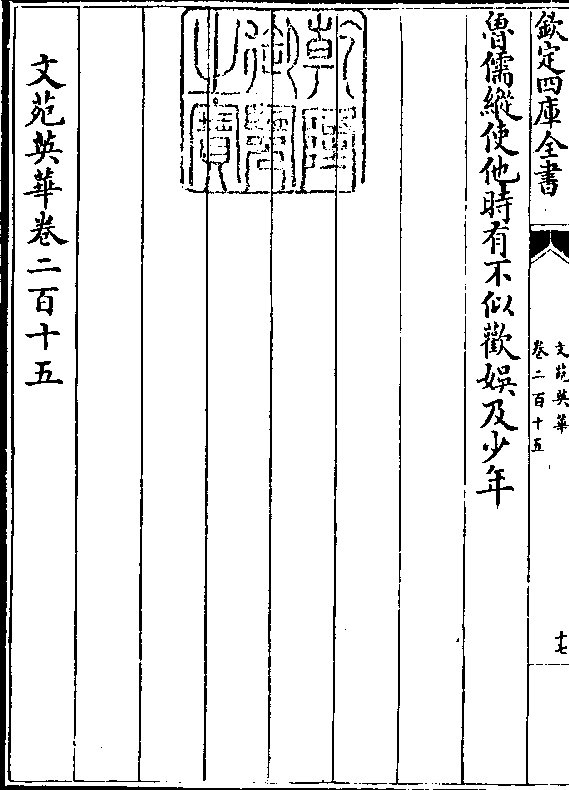 欽定四庫全書
文苑英華
卷二百十五
十七
魯儒縱使他時有不似歡娛及少年
乾隆
御覽
之寶
文苑英華卷二百十五